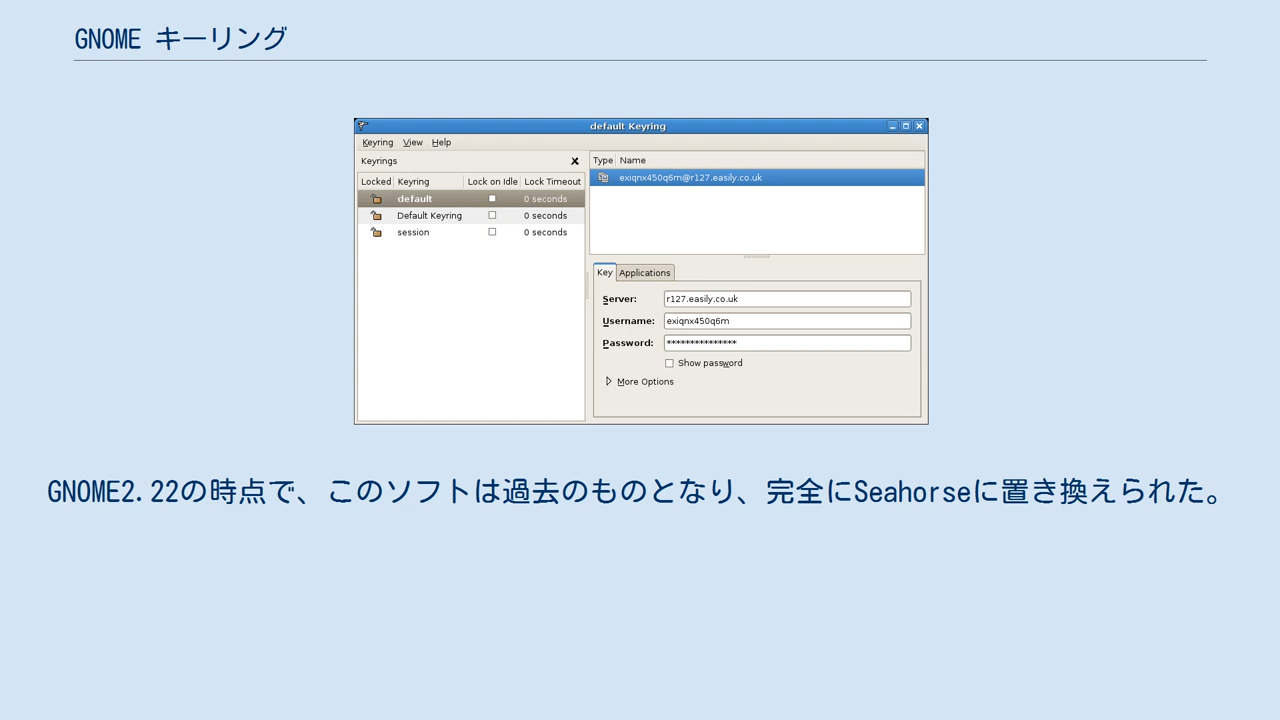 GNOME キーリング
default Keyring
Keyring View Help
Keyrings
Locked Keyring Lock on Idle Lock Timeout
default 0 seconds
Default Keyring 0 seconds
session 0 seconds
Type Name
exiqnx450q6m@r127.easily.co.uk
Key Applications
Server: r127.easily.co.uk
Username: exiqnx450q6m
Password: ***************
Show password
More Options
GNOME2.22の時点で、このソフトは過去のものとなり、完全にSeahorseに置き換えられた。